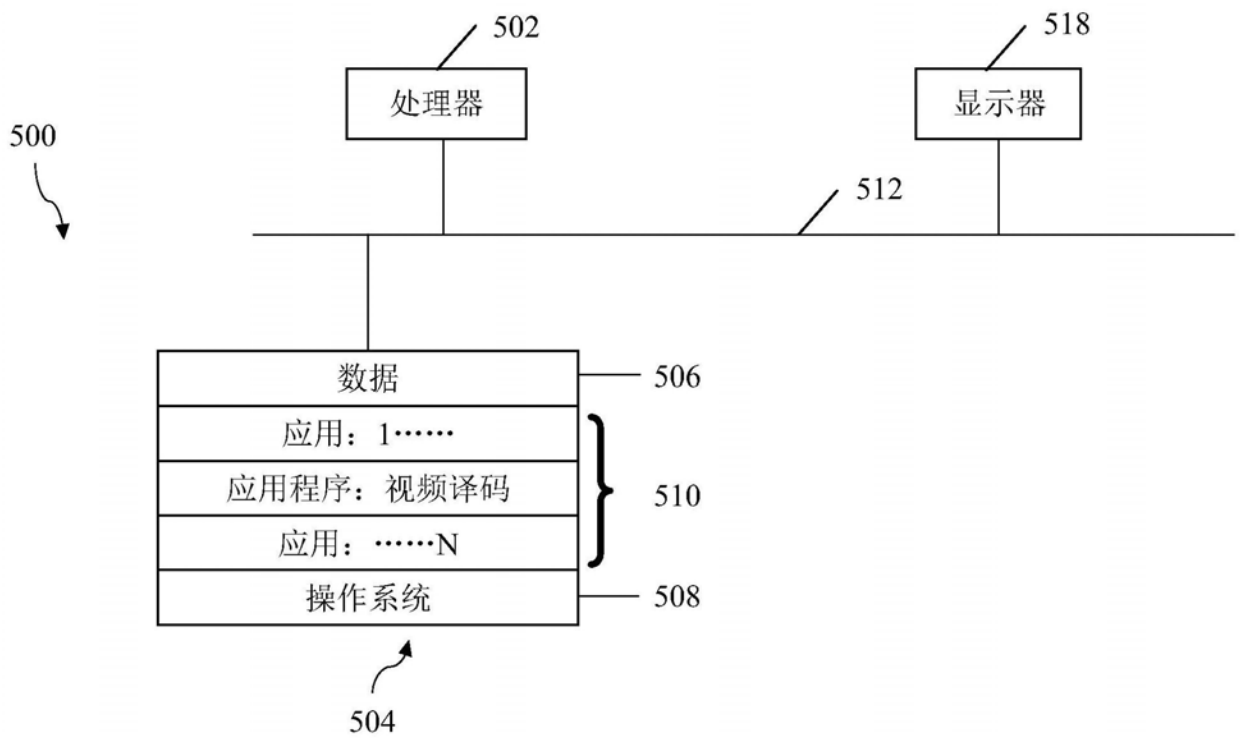 502
518
处理器
显示器
500
512
数据
506
应用：1……
应用程序：视频译码
510
应用：……N
操作系统
508
504